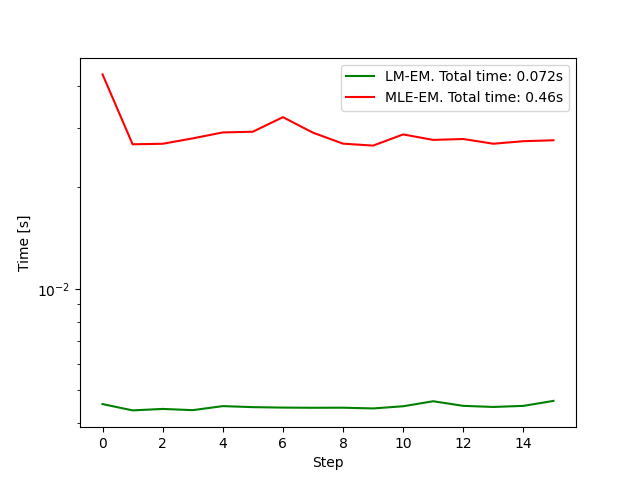 LM-EM. Total time: 0.072s
MLE-EM. Total time: 0.46s
Time [s]
10⁻²
0 2 4 6 8 10 12 14
Step